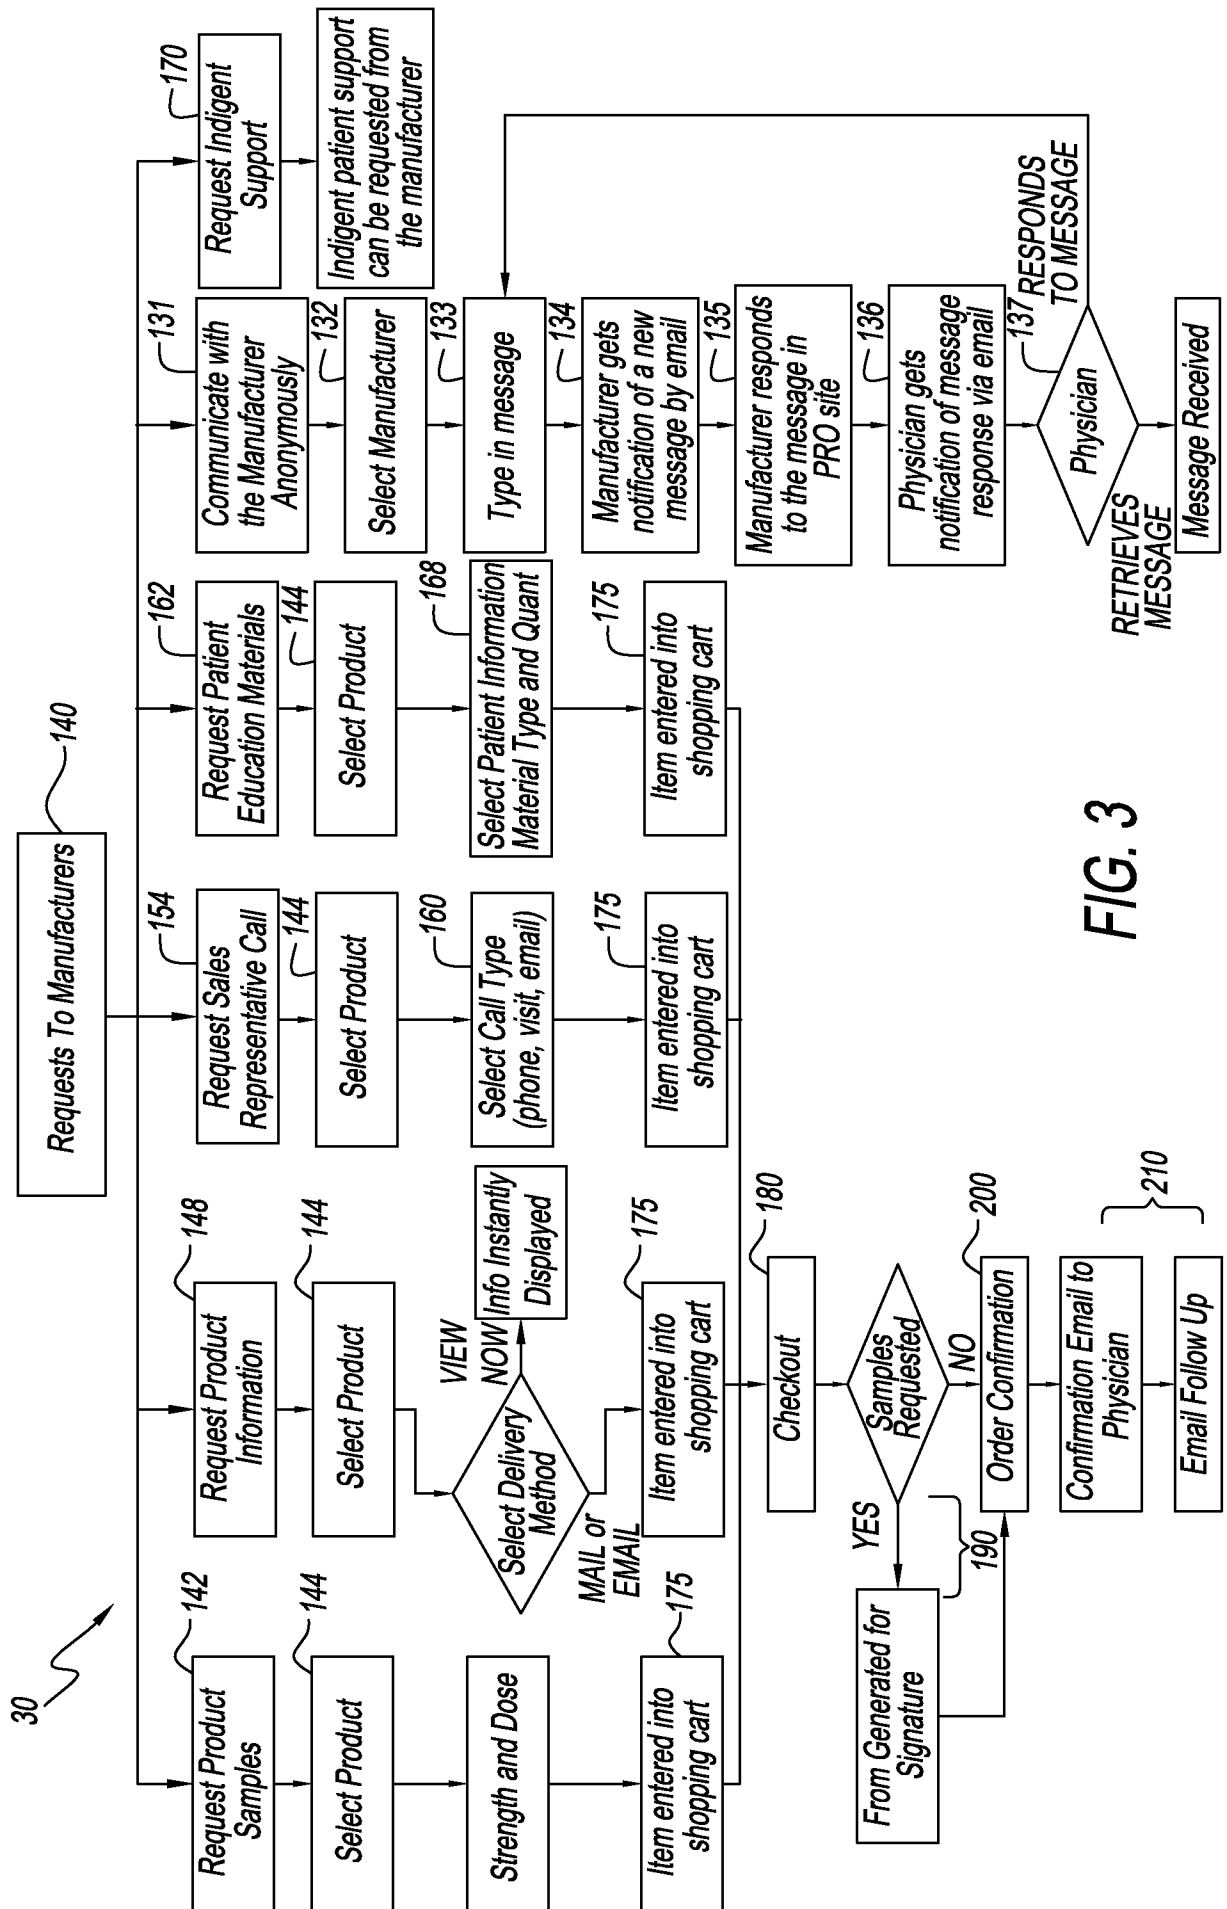 30
Requests To Manufacturers
140
Request Product
Samples
142
Select Product
144
Strength and Dose
Item entered into
shopping cart
175
Request Product
Information
148
Select Product
144
Select Delivery
Method
VIEW
NOW
Info Instantly
Displayed
MAIL or
EMAIL
Item entered into
shopping cart
175
Request Sales
Representative Call
154
Select Product
144
Select Call Type
(phone, visit, email)
160
Item entered into
shopping cart
175
Request Patient
Education Materials
162
Select Product
144
Select Patient Information
Material Type and Quant
168
Item entered into
shopping cart
175
Communicate with
the Manufacturer
Anonymously
131
Select Manufacturer
132
Type in message
133
Manufacturer gets
notification of a new
message by email
134
Manufacturer responds
to the message in
PRO site
135
Physician gets
notification of message
response via email
136
Physician
137
RESPONDS
TO MESSAGE
RETRIEVES
MESSAGE
Message Received
Request Indigent
Support
170
Indigent patient support
can be requested from
the manufacturer
Checkout
180
Samples
Requested
YES
NO
From Generated for
Signature
190
Order Confirmation
200
Confirmation Email to
Physician
Email Follow Up
210
FIG. 3